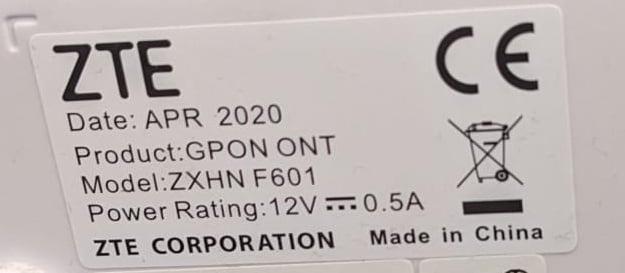 ZTE
CE
Date: APR 2020
Product:GPON ONT
Model:ZXHN F601
Power Rating:12V ⎓ 0.5A
ZTE CORPORATION Made in China